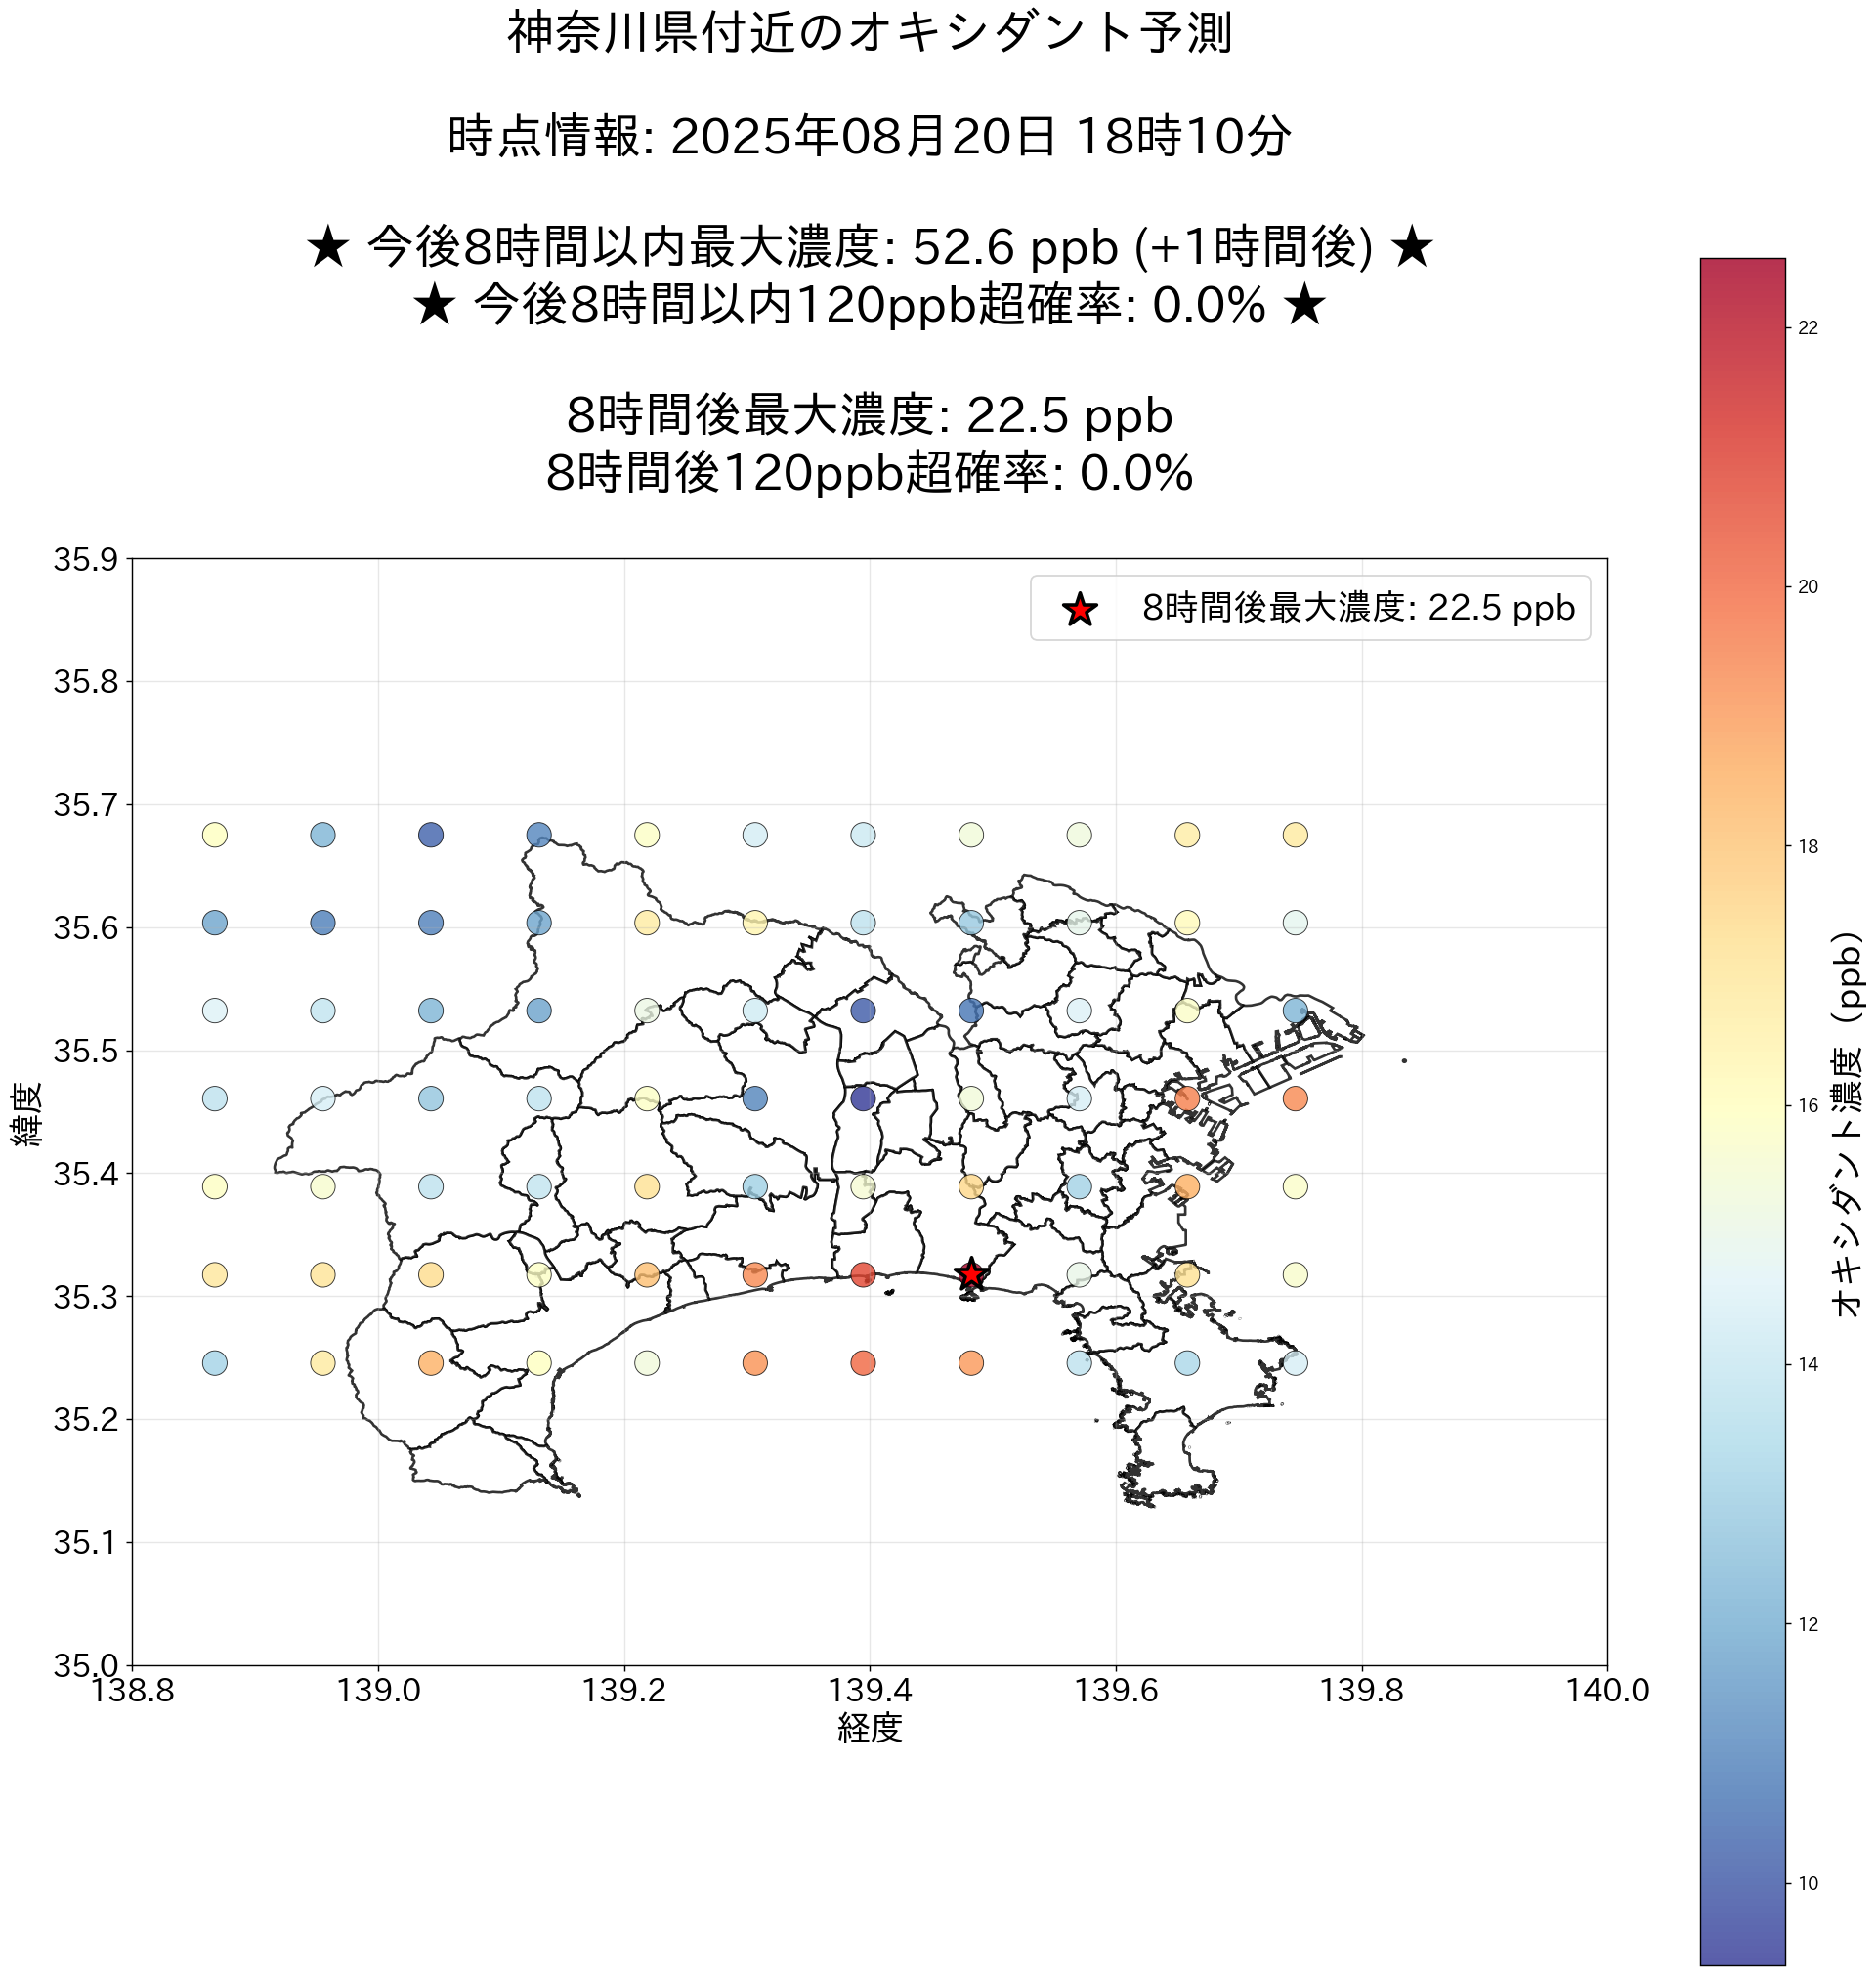 神奈川県付近のオキシダント予測
時点情報: 2025年08月20日 18時10分
★ 今後8時間以内最大濃度: 52.6 ppb (+1時間後) ★
★ 今後8時間以内120ppb超確率: 0.0% ★
8時間後最大濃度: 22.5 ppb
8時間後120ppb超確率: 0.0%
8時間後最大濃度: 22.5 ppb
35.9
35.8
35.7
35.6
35.5
35.4
35.3
35.2
35.1
35.0
緯度
138.8 139.0 139.2 139.4 139.6 139.8 140.0
経度
22
20
18
16
14
12
10
オキシダント濃度 (ppb)